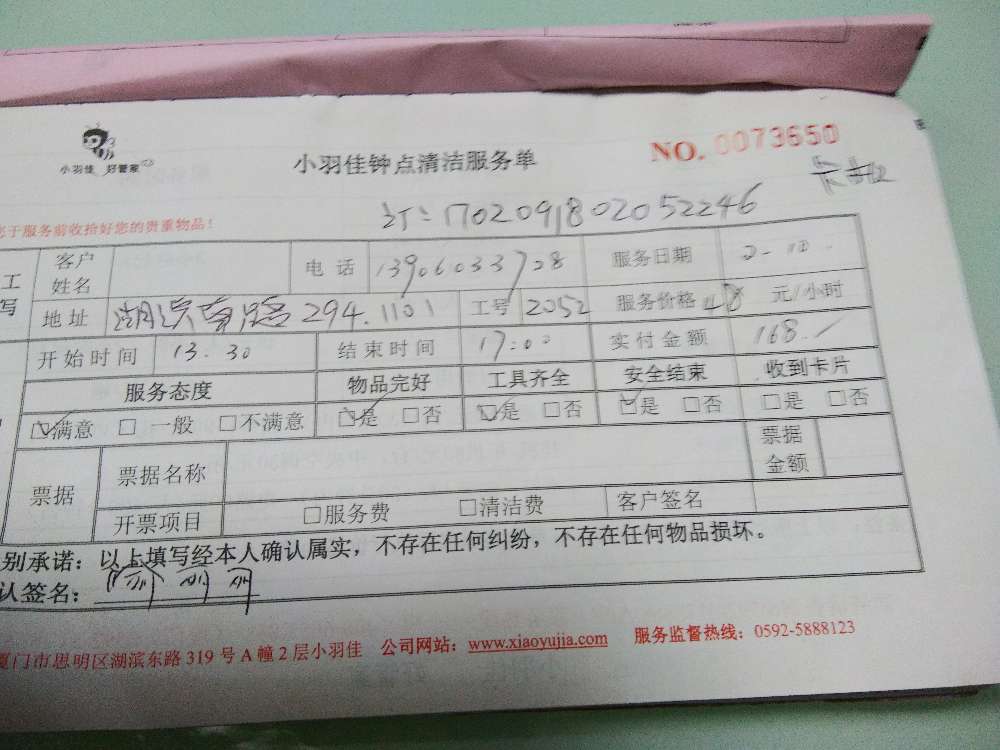 小羽佳 好管家
小羽佳钟点清洁服务单
NO. 0073650
订:1702091802052246
您于服务前收拾好您的贵重物品!
工 客户姓名 电话 13906033728 服务日期 2-10
写 地址 湖滨南路294.1101 工号 2052 服务价格 48 元/小时
开始时间 13.30 结束时间 17:00 实付金额 168.
服务态度 物品完好 工具齐全 安全结束 收到卡片
☑满意 □一般 □不满意 ☑是 □否 ☑是 □否 ☑是 □否 □是 □否
票据 票据名称 票据金额
开票项目 □服务费 □清洁费 客户签名
别承诺:以上填写经本人确认属实,不存在任何纠纷,不存在任何物品损坏。
认签名:
厦门市思明区湖滨东路 319 号 A 幢 2 层小羽佳 公司网站:www.xiaoyujia.com 服务监督热线:0592-5888123